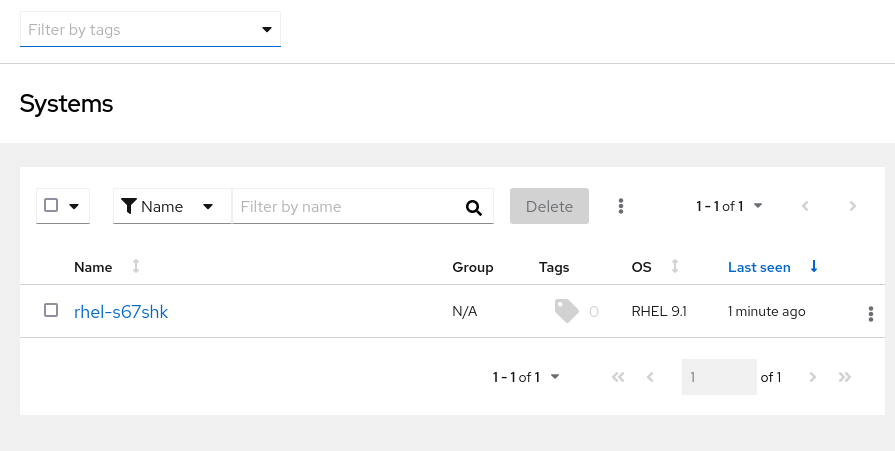 Filter by tags
Systems
Name Filter by name Delete 1 - 1 of 1
Name Group Tags OS Last seen
rhel-s67shk N/A 0 RHEL 9.1 1 minute ago
1 - 1 of 1 1 of 1